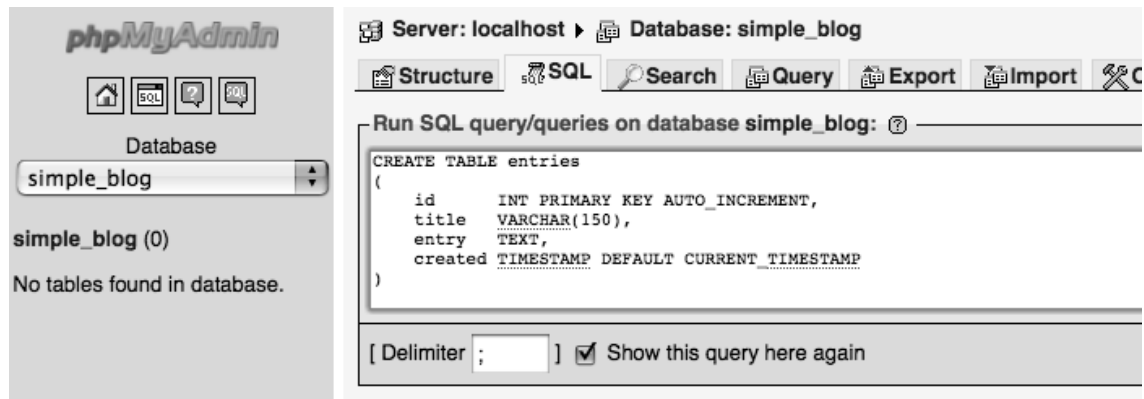 phpMyAdmin
SQL
?
SQL
Database
simple_blog
simple_blog (0)
No tables found in database.
Server: localhost ▸ Database: simple_blog
Structure SQL Search Query Export Import
Run SQL query/queries on database simple_blog: ?
CREATE TABLE entries
(
id INT PRIMARY KEY AUTO_INCREMENT,
title VARCHAR(150),
entry TEXT,
created TIMESTAMP DEFAULT CURRENT_TIMESTAMP
)
[ Delimiter ; ] Show this query here again